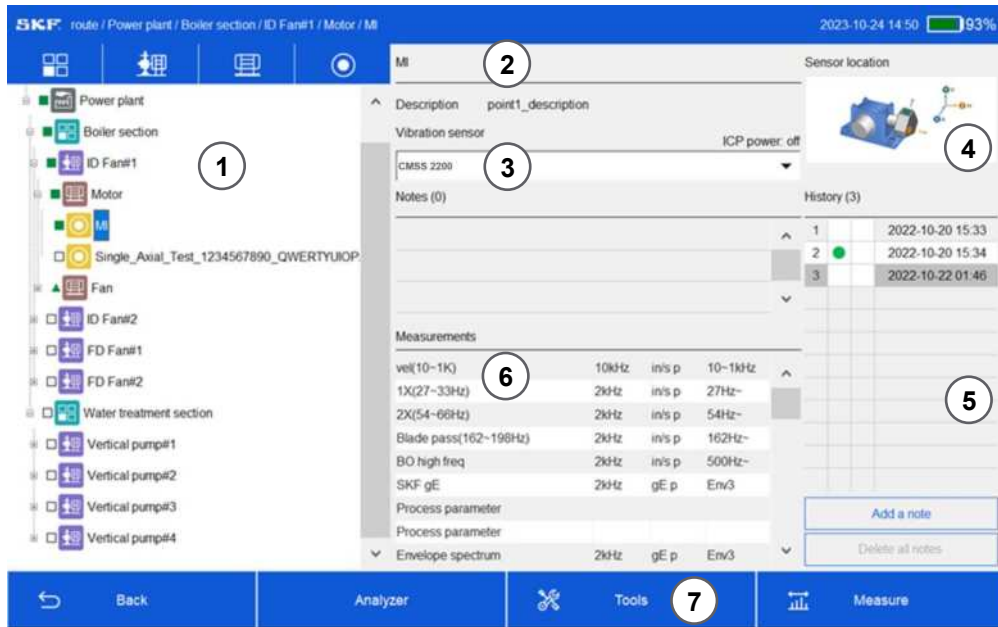 SKF. route / Power plant / Boiler section / ID Fan#1 / Motor / MI
2023-10-24 14:50 93%
Power plant
Boiler section
ID Fan#1
1
Motor
MI
Single_Axial_Test_1234567890_QWERTYUIOP
Fan
ID Fan#2
FD Fan#1
FD Fan#2
Water treatment section
Vertical pump#1
Vertical pump#2
Vertical pump#3
Vertical pump#4
MI
2
Description point1_description
Vibration sensor
ICP power: off
CMSS 2200
3
Notes (0)
Measurements
vel(10~1K) 10kHz in/s p 10~1kHz
6
1X(27~33Hz) 2kHz in/s p 27Hz~
2X(54~66Hz) 2kHz in/s p 54Hz~
Blade pass(162~198Hz) 2kHz in/s p 162Hz~
BO high freq 2kHz in/s p 500Hz~
SKF gE 2kHz gE p Env3
Process parameter
Process parameter
Envelope spectrum 2kHz gE p Env3
Sensor location
4
History (3)
1 2022-10-20 15:33
2 2022-10-20 15:34
3 2022-10-22 01:46
5
Add a note
Delete all notes
Back
Analyzer
Tools
7
Measure